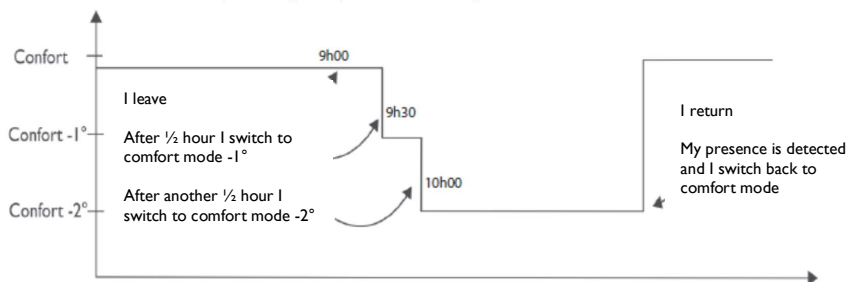 9h00
Confort
I leave
9h30
I return
Confort -1°
After ½ hour I switch to
comfort mode -1°
My presence is detected
and I switch back to
comfort mode
After another ½ hour I
switch to comfort mode -2°
10h00
Confort -2°